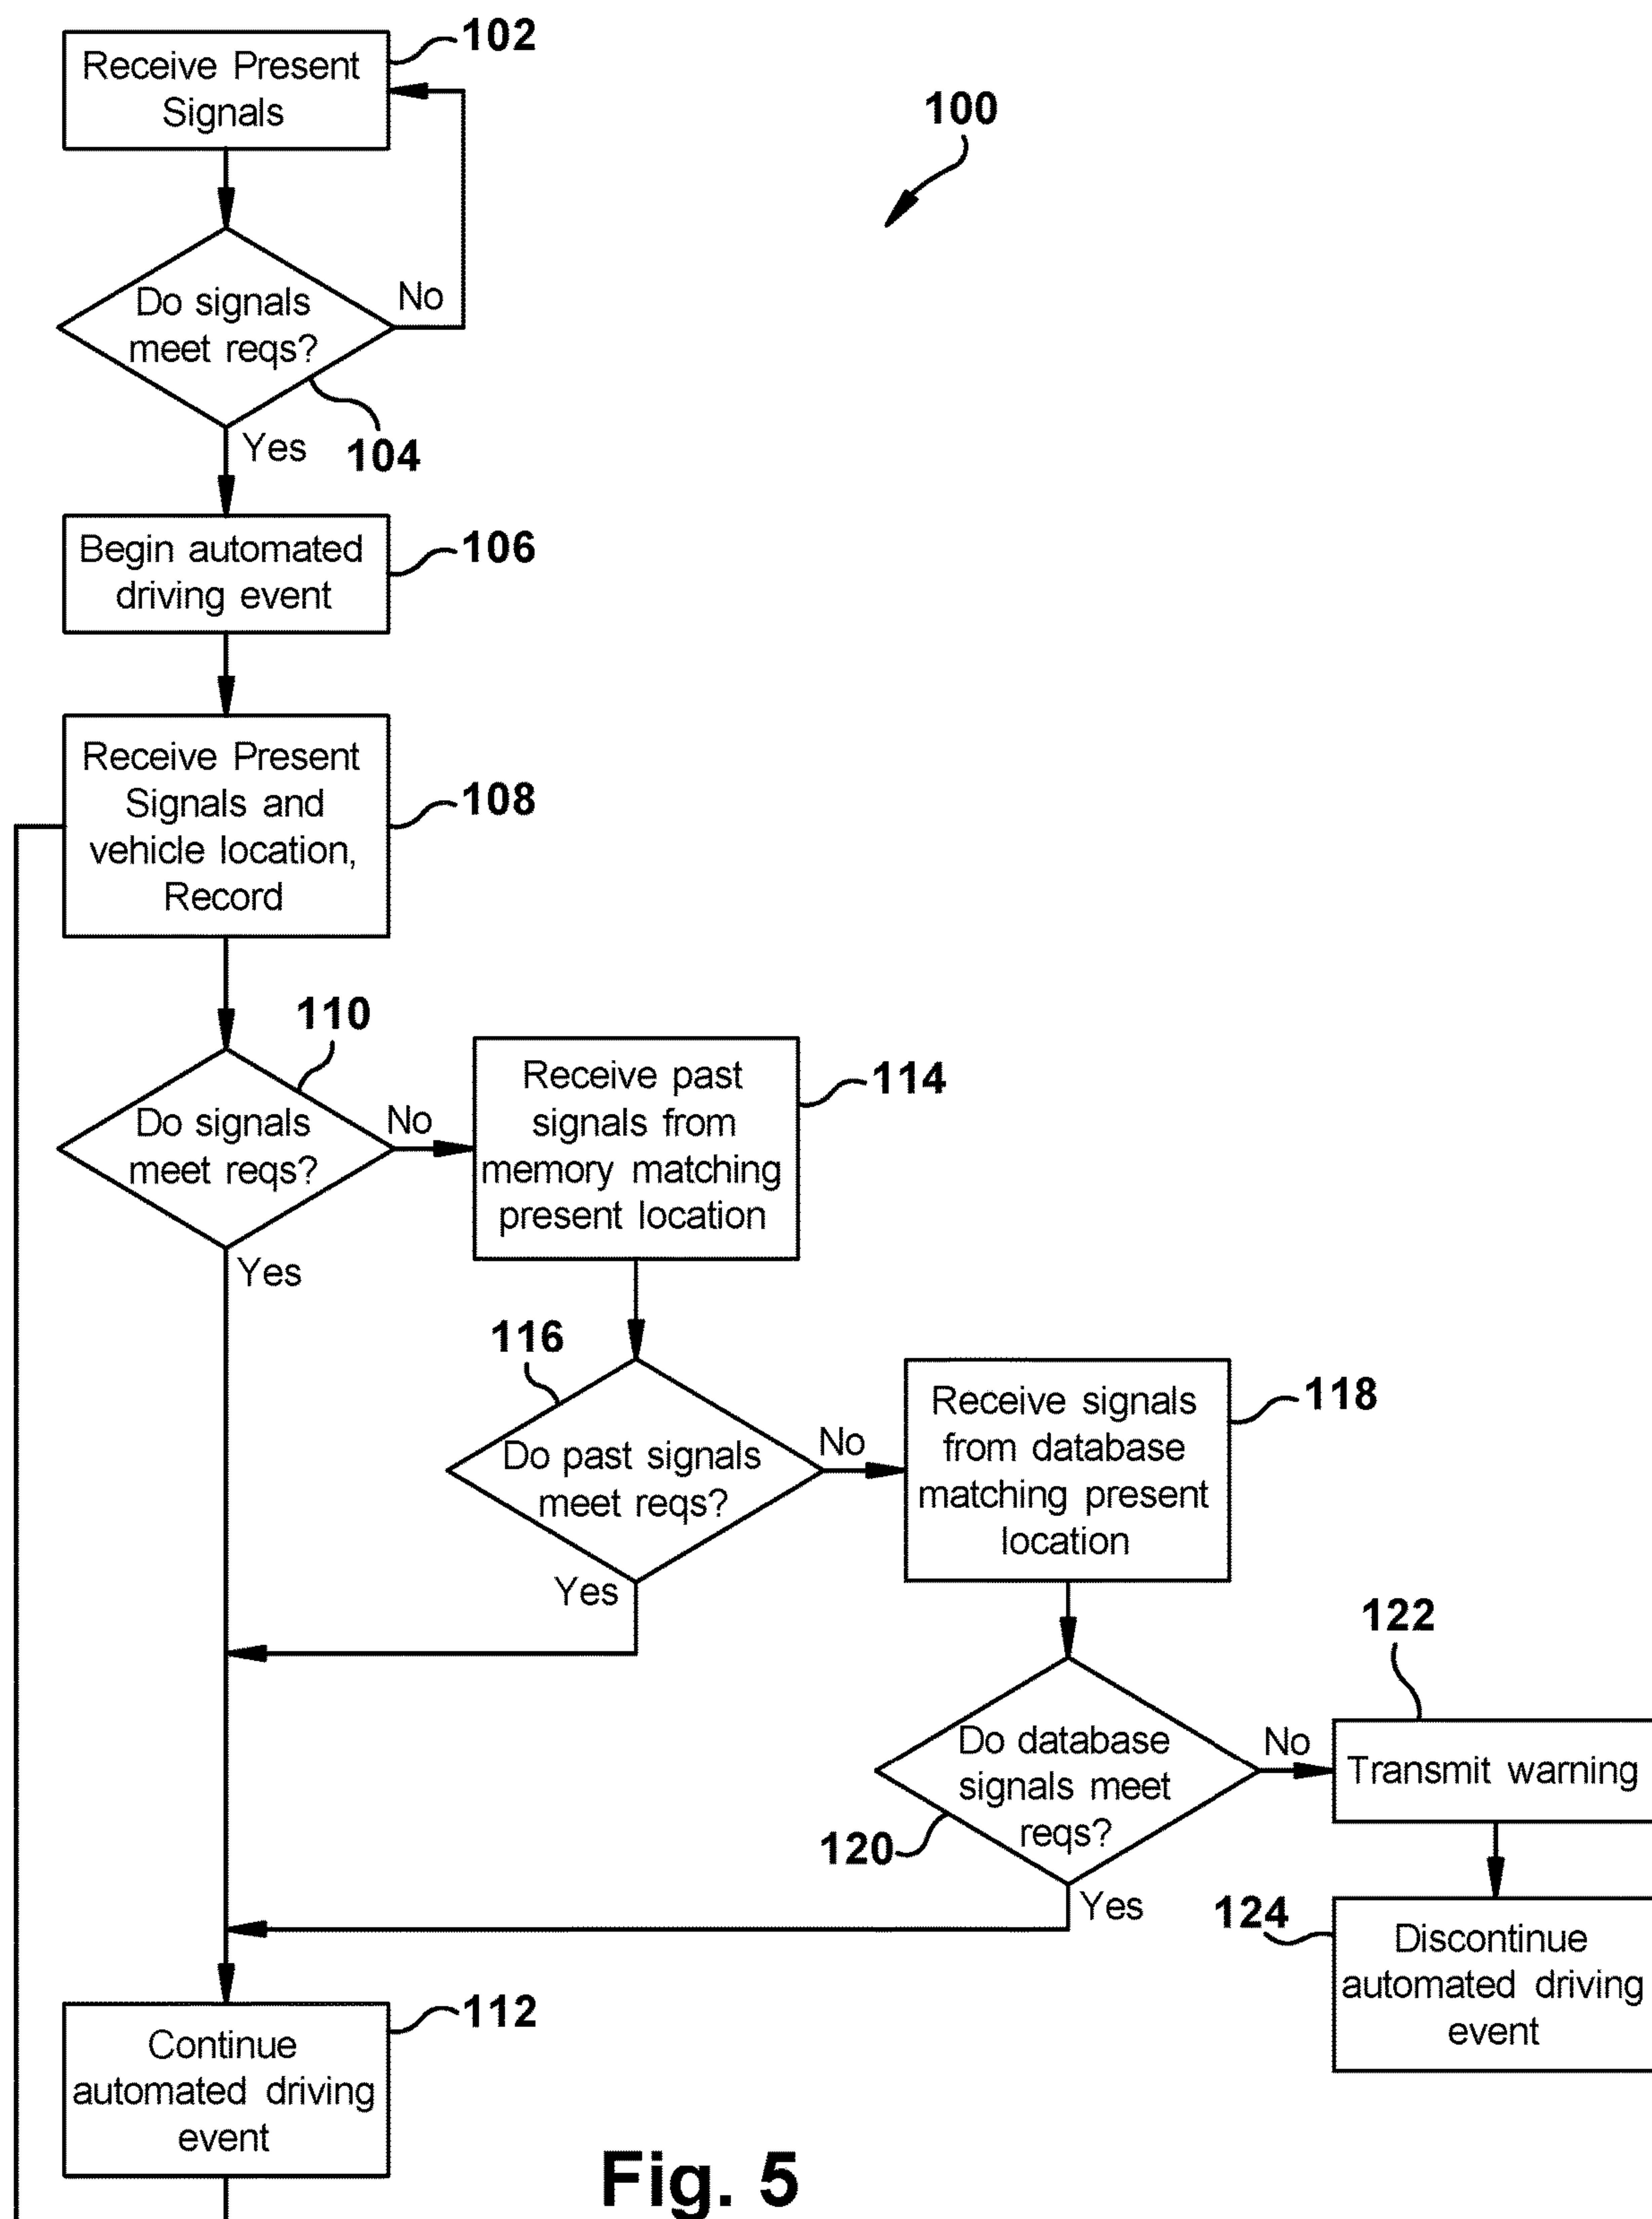 102
Receive Present
Signals
100
No
Do signals
meet reqs?
Yes
104
Begin automated
driving event
106
Receive Present
Signals and
vehicle location,
Record
108
110
Do signals
meet reqs?
No
Yes
Receive past
signals from
memory matching
present location
114
116
Do past signals
meet reqs?
No
Yes
Receive signals
from database
matching present
location
118
Do database
signals meet
reqs?
120
No
Yes
122
Transmit warning
124
Discontinue
automated driving
event
112
Continue
automated driving
event
Fig. 5